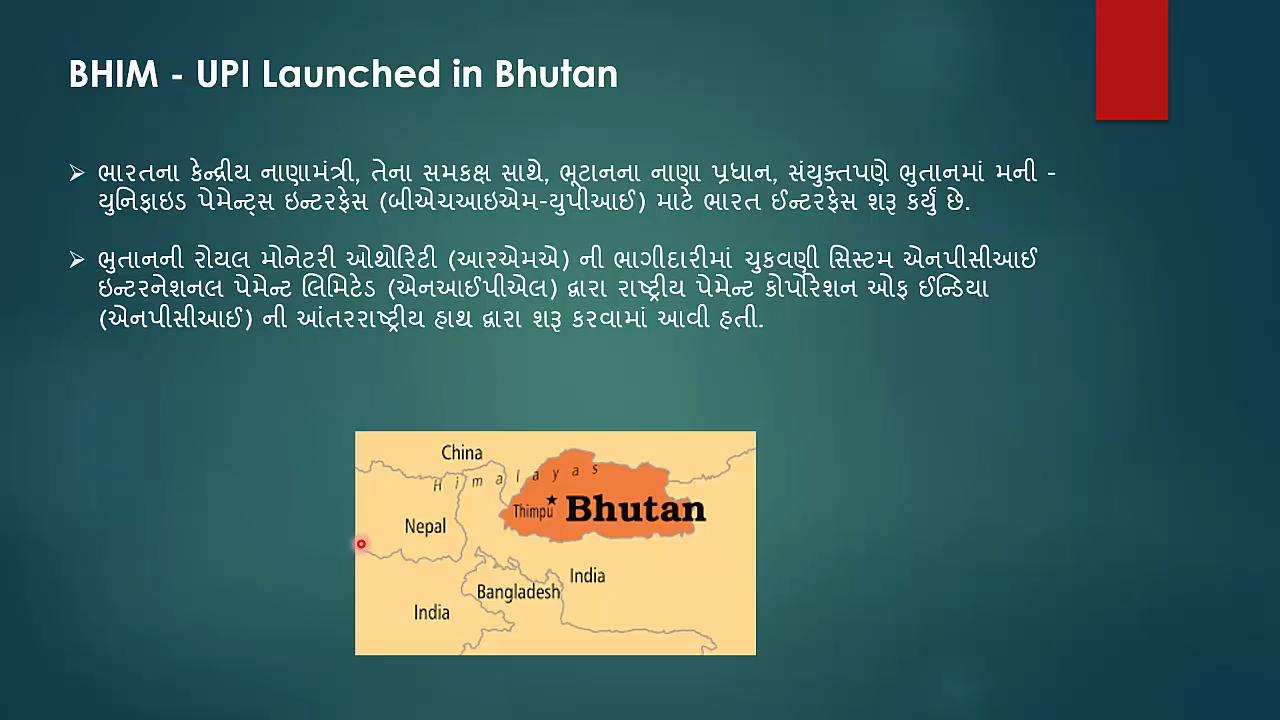 BHIM - UPI Launched in Bhutan
ભારતના કેન્દ્રીય નાણામંત્રી, તેના સમકક્ષ સાથે, ભૂટાનના નાણા પ્રધાન, સંયુક્તપણે ભુતાનમાં મની -
યુનિફાઇડ પેમેન્ટ્સ ઇન્ટરફેસ (બીએચઆઇએમ-યુપીઆઈ) માટે ભારત ઈન્ટરફેસ શરૂ કર્યું છે.
ભુતાનની રોયલ મોનેટરી ઓથોરિટી (આરએમએ) ની ભાગીદારીમાં ચુકવણી સિસ્ટમ એનપીસીઆઈ
ઇન્ટરનેશનલ પેમેન્ટ લિમિટેડ (એનઆઈપીએલ) દ્વારા રાષ્ટ્રીય પેમેન્ટ કોર્પોરેશન ઓફ ઈન્ડિયા
(એનપીસીઆઈ) ની આંતરરાષ્ટ્રીય હાથ દ્વારા શરૂ કરવામાં આવી હતી.
China
Himalayas
Thimpu
Bhutan
Nepal
India
Bangladesh
India